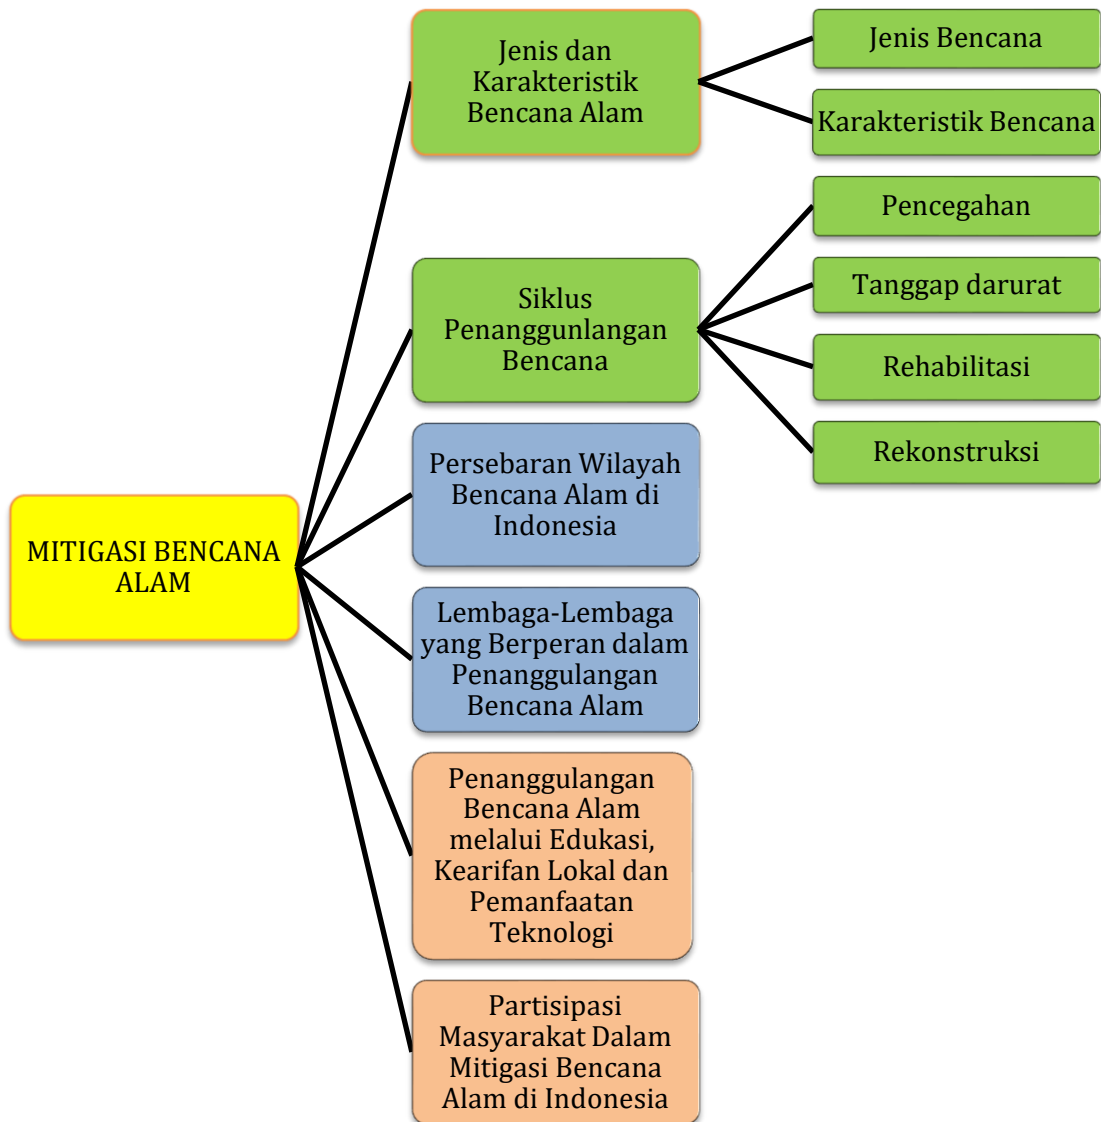 MITIGASI BENCANA
ALAM
Jenis dan
Karakteristik
Bencana Alam
Jenis Bencana
Karakteristik Bencana
Siklus
Penanggunlangan
Bencana
Pencegahan
Tanggap darurat
Rehabilitasi
Rekonstruksi
Persebaran Wilayah
Bencana Alam di
Indonesia
Lembaga-Lembaga
yang Berperan dalam
Penanggulangan
Bencana Alam
Penanggulangan
Bencana Alam
melalui Edukasi,
Kearifan Lokal dan
Pemanfaatan
Teknologi
Partisipasi
Masyarakat Dalam
Mitigasi Bencana
Alam di Indonesia